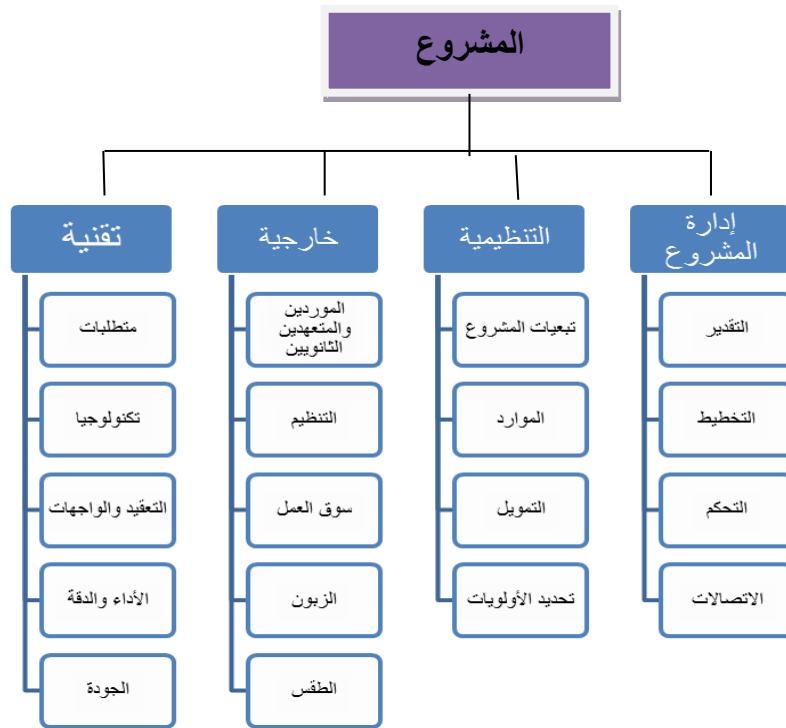 المشروع
إدارة
المشروع
التقدير
التخطيط
التحكم
الاتصالات
التنظيمية
تبعيات المشروع
الموارد
التمويل
تحديد الأولويات
خارجية
الموردين
والمتعهدين
الثانويين
التنظيم
سوق العمل
الزبون
الطقس
تقنية
متطلبات
تكنولوجيا
التعقيد والواجهات
الأداء والدقة
الجودة